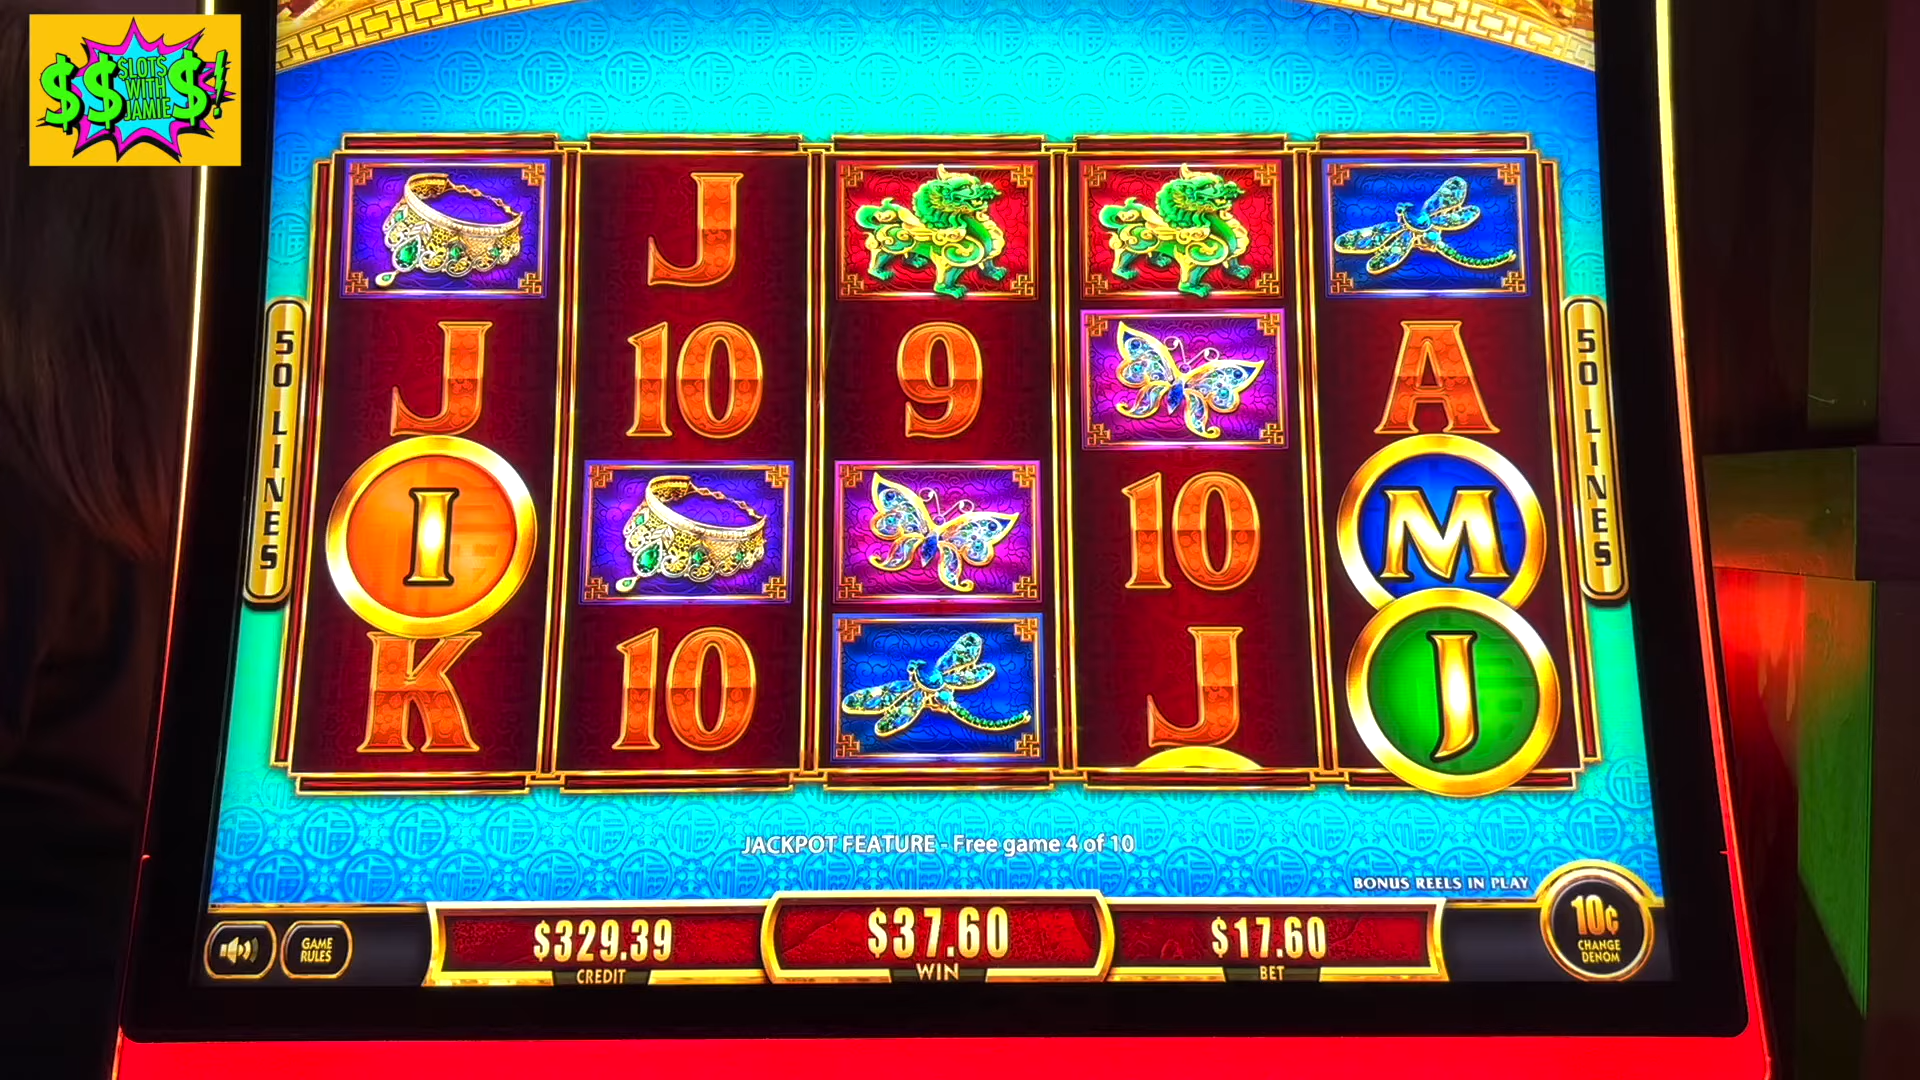 $$ SLOTS WITH JAMIE $!
J
J 10 9 A
50 LINES
50 LINES
I 10 M
K 10 J J
JACKPOT FEATURE - Free game 4 of 10
BONUS REELS IN PLAY
GAME RULES
$329.39
CREDIT
$37.60
WIN
$17.60
BET
10¢
CHANGE DENOM